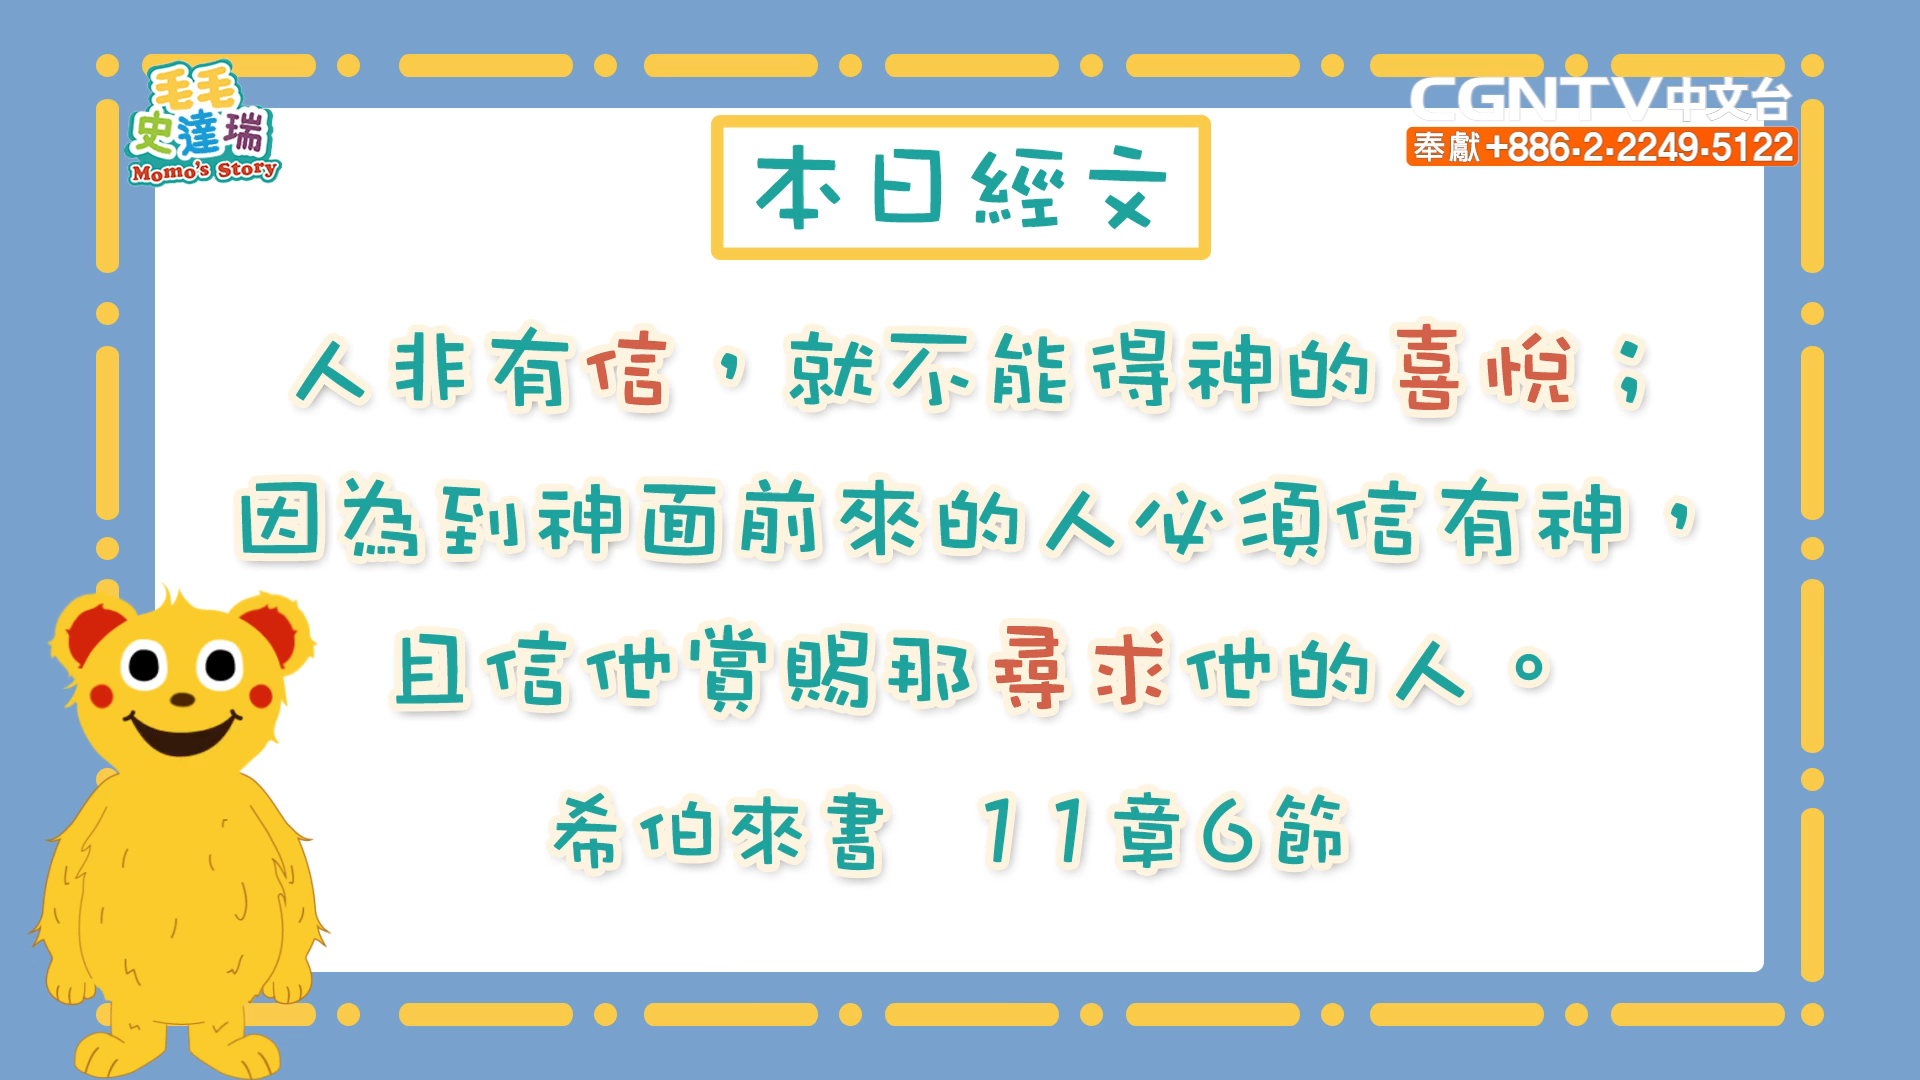 毛毛
史達瑞
Momo's Story
CGNTV中文台
奉獻+886-2-2249-5122
本日經文
人非有信，就不能得神的喜悅；
因為到神面前來的人必須信有神，
且信他賞賜那尋求他的人。
希伯來書 11章6節